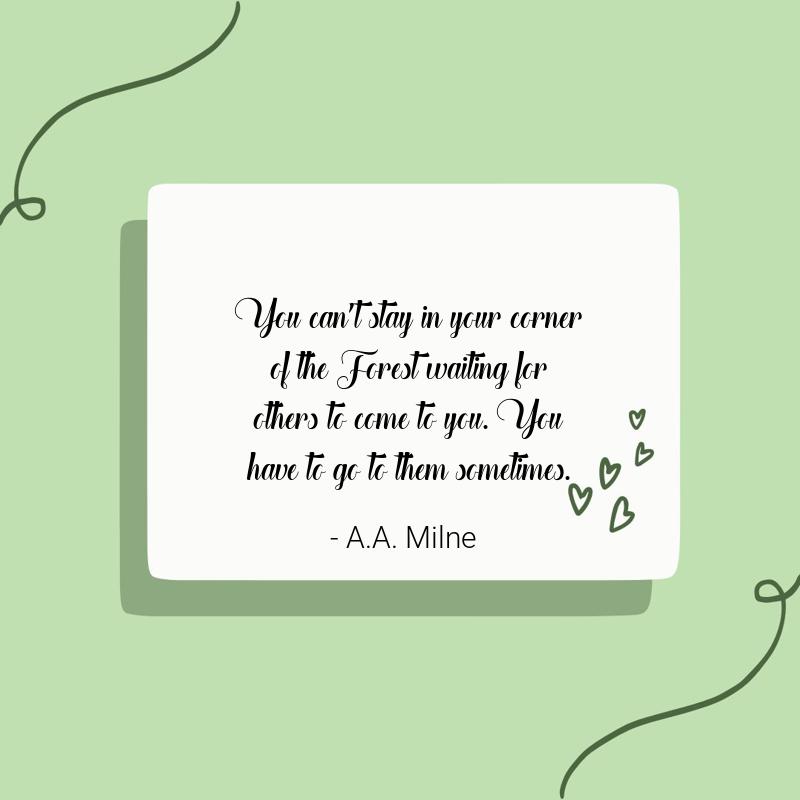 You can't stay in your corner
of the Forest waiting for
others to come to you. You
have to go to them sometimes.
- A.A. Milne